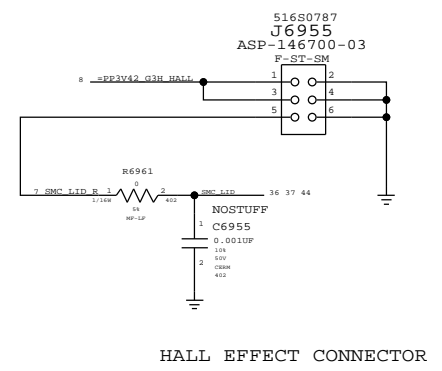 516S0787
J6955
ASP-146700-03
F-ST-SM
8 =PP3V42_G3H_HALL
1 2
3 4
5 6
R6961
0
7 SMC_LID_R 1 2 SMC_LID 36 37 44
1/16W 402
5%
MF-LF
NOSTUFF
1 C6955
0.001UF
10%
50V
2 CERM
402
HALL EFFECT CONNECTOR